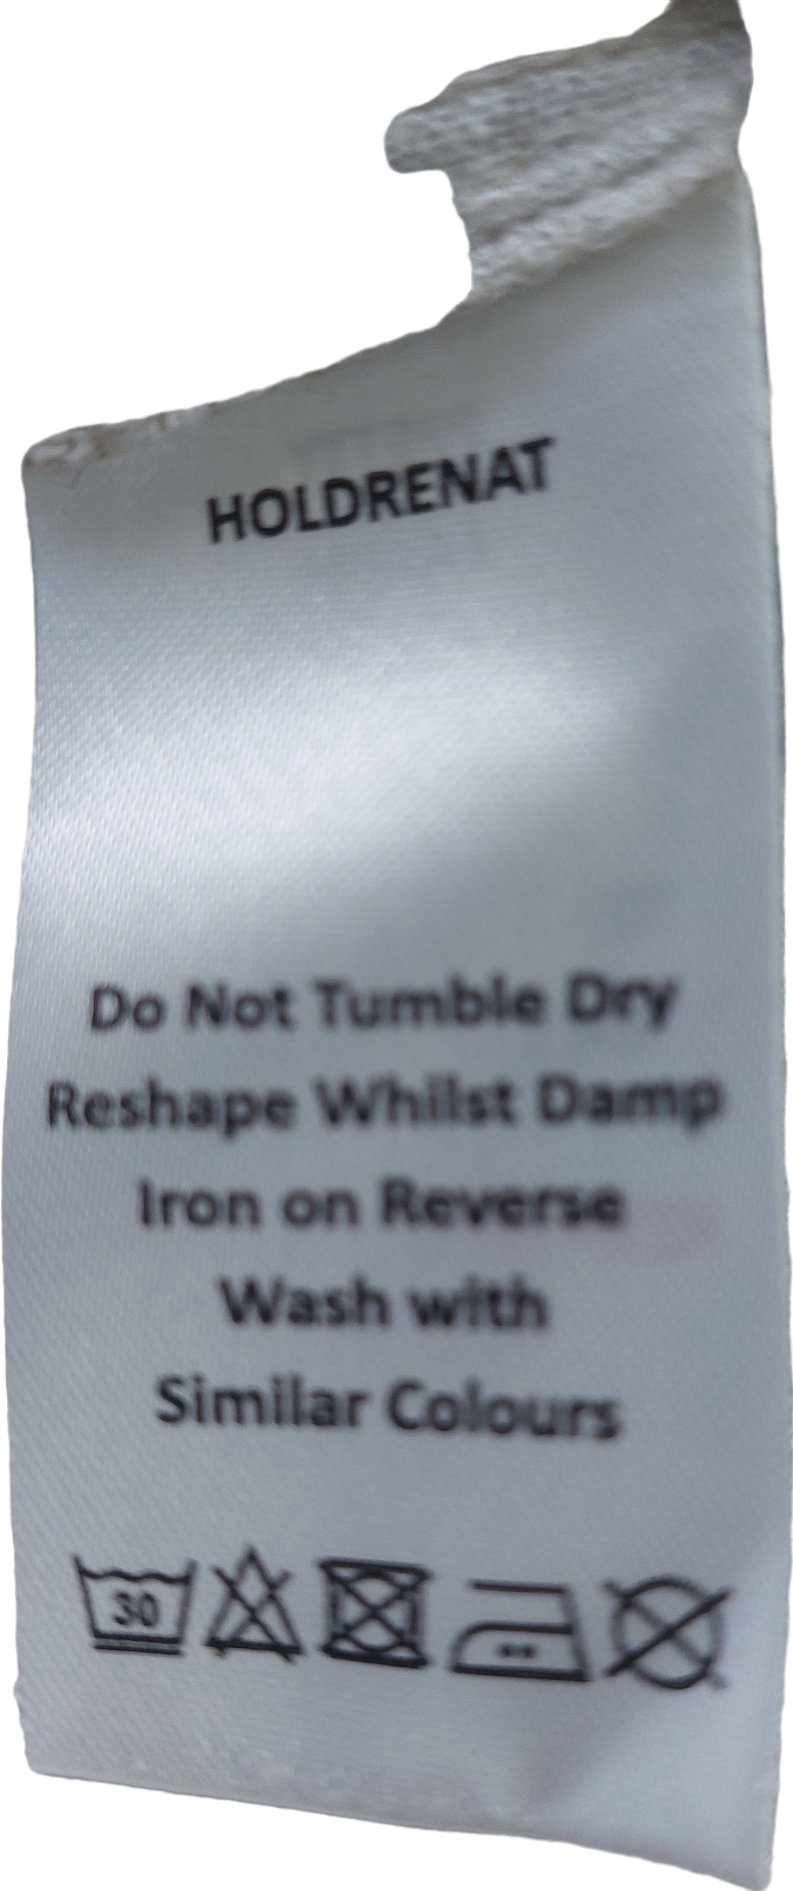 HOLDRENAT
Do Not Tumble Dry
Reshape Whilst Damp
Iron on Reverse
Wash with
Similar Colours
30